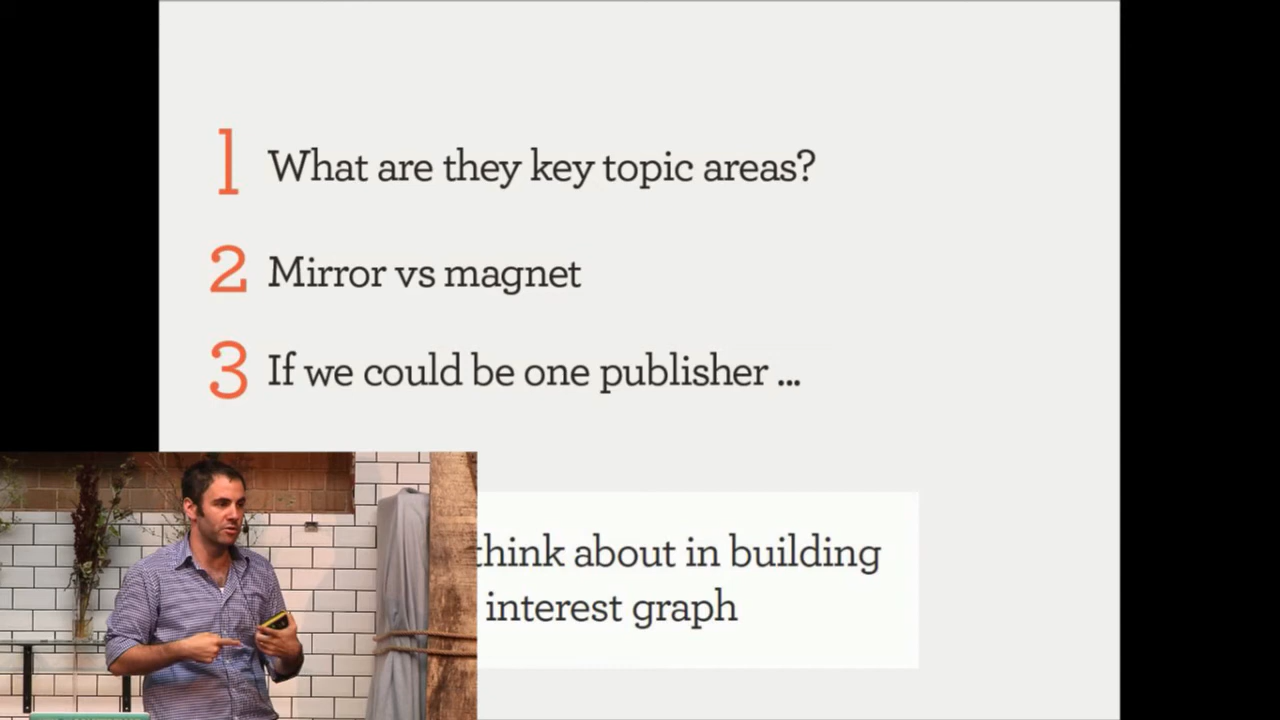 1 What are they key topic areas?
2 Mirror vs magnet
3 If we could be one publisher ...
think about in building
interest graph